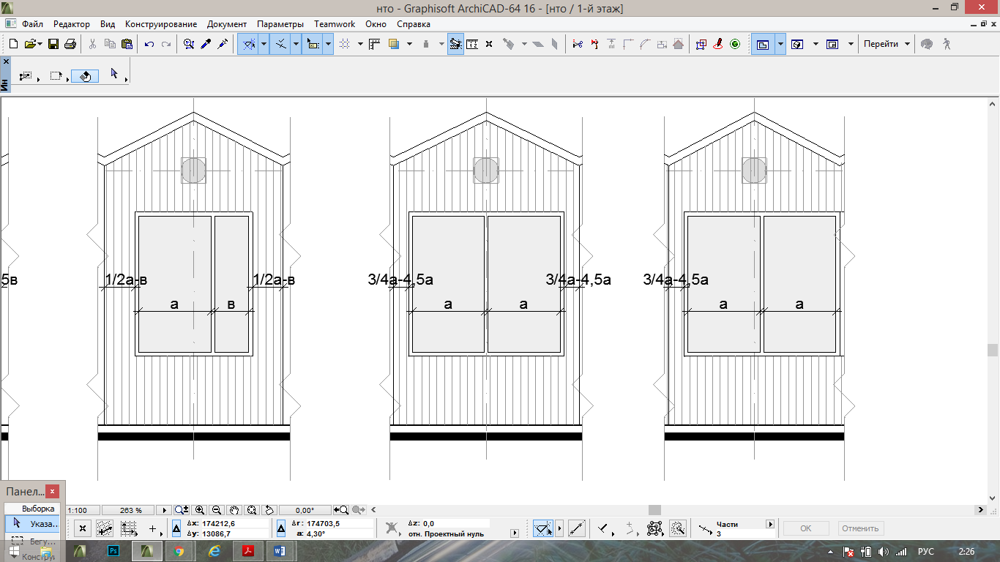 нто - Graphisoft ArchiCAD-64 16 - [нто / 1-й этаж]
Файл Редактор Вид Конструирование Документ Параметры Teamwork Окно Справка
Перейти
Ин
5в 1/2а-в 1/2а-в 3/4а-4,5а 3/4а-4,5а 3/4а-4,5а
а в а а а а
Панел...
Выборка
Указа..
Бегу...
Констру
1:100 263 % 0,00°
Δx: 174212,6 Δr: 174703,5 Δz: 0,0 Части ОК Отменить
Δy: 13086,7 a: 4,30° отн. Проектный нуль 3
Ps
РУС 2:26